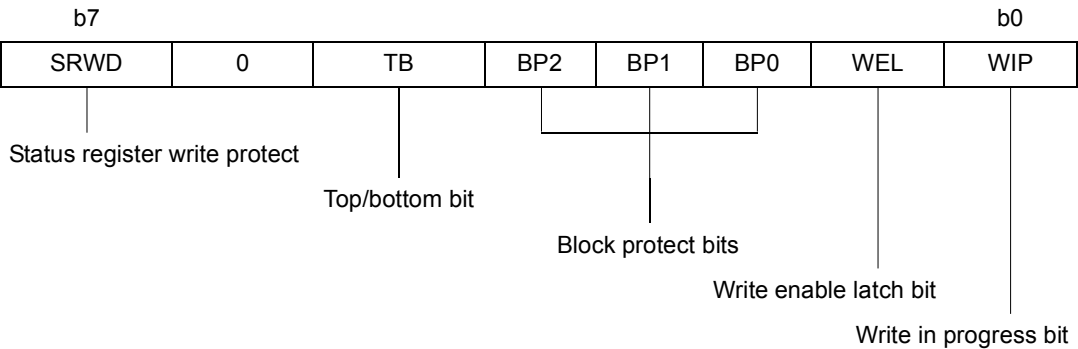 b7 b0
SRWD 0 TB BP2 BP1 BP0 WEL WIP
Status register write protect
Top/bottom bit
Block protect bits
Write enable latch bit
Write in progress bit